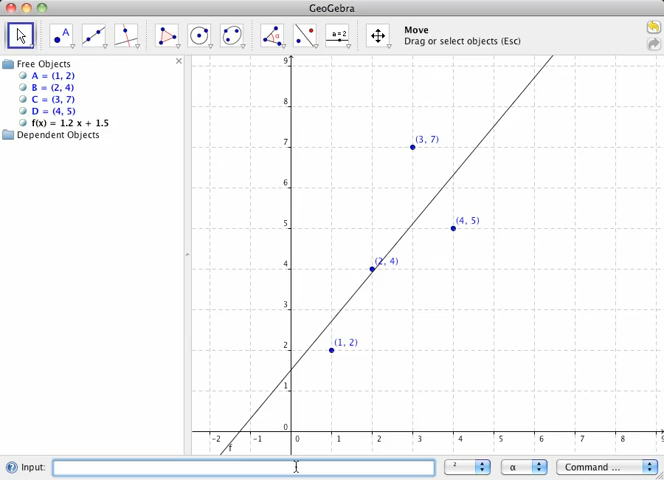 GeoGebra
A
a=2
Move
Drag or select objects (Esc)
Free Objects
A = (1, 2)
B = (2, 4)
C = (3, 7)
D = (4, 5)
f(x) = 1.2 x + 1.5
Dependent Objects
9
8
7
6
5
4
3
2
1
0
(3, 7)
(4, 5)
(2, 4)
(1, 2)
-2 -1 0 1 2 3 4 5 6 7 8 9
f
Input:
²
α
Command ...